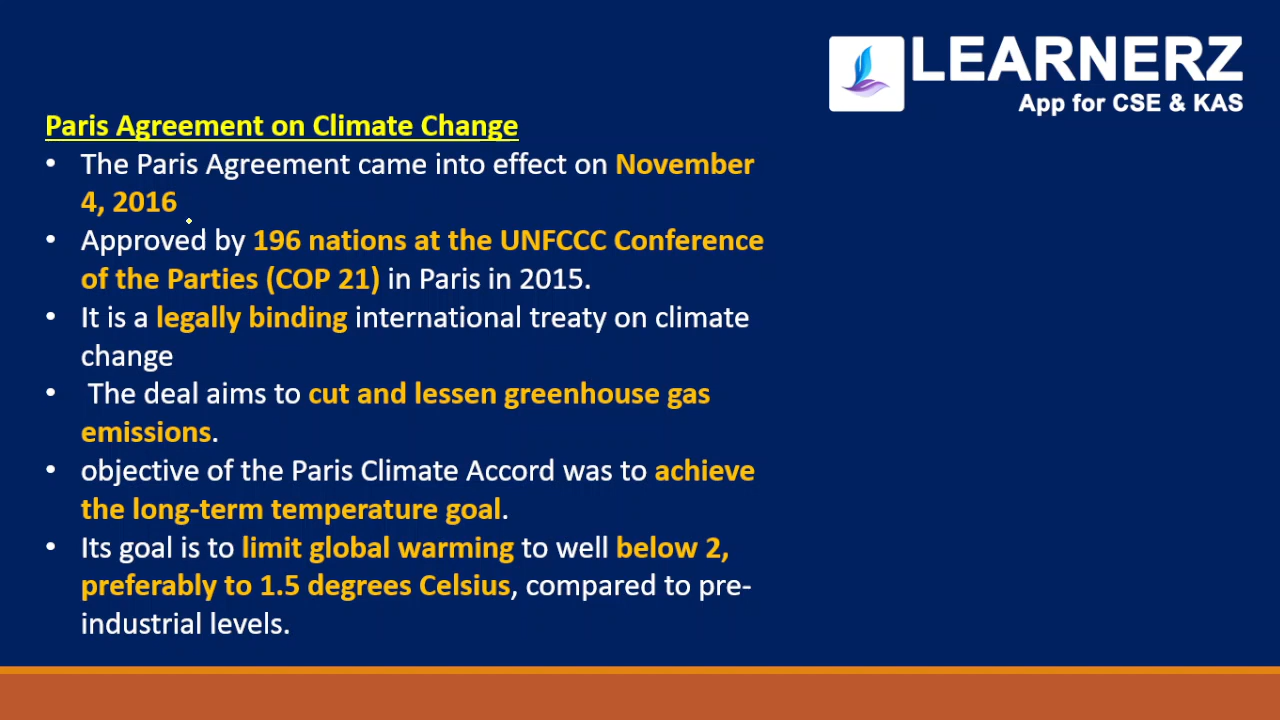 LEARNERZ
App for CSE & KAS
Paris Agreement on Climate Change
• The Paris Agreement came into effect on November
4, 2016
• Approved by 196 nations at the UNFCCC Conference
of the Parties (COP 21) in Paris in 2015.
• It is a legally binding international treaty on climate
change
• The deal aims to cut and lessen greenhouse gas
emissions.
• objective of the Paris Climate Accord was to achieve
the long-term temperature goal.
• Its goal is to limit global warming to well below 2,
preferably to 1.5 degrees Celsius, compared to pre-
industrial levels.